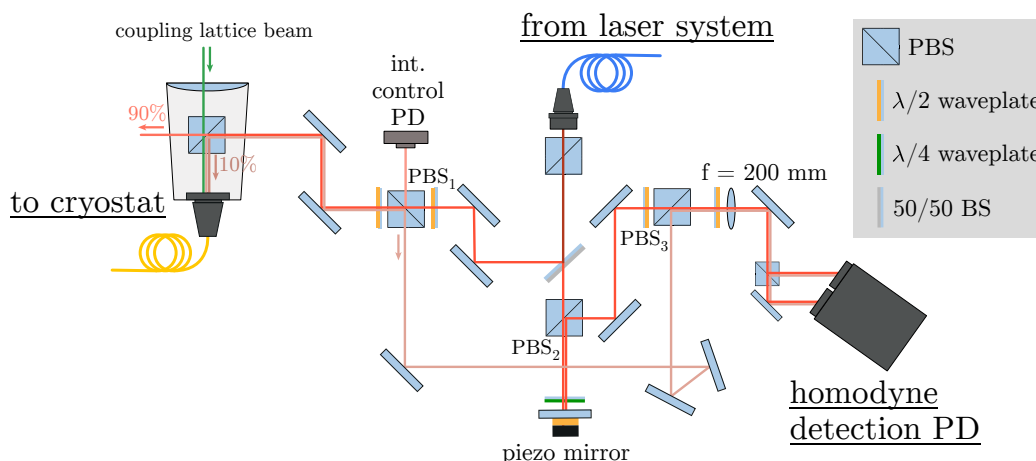 from laser system
coupling lattice beam
int.
control
PD
90%
10%
to cryostat
PBS₁
PBS₂
PBS₃
f = 200 mm
piezo mirror
homodyne
detection PD
PBS
λ/2 waveplate
λ/4 waveplate
50/50 BS